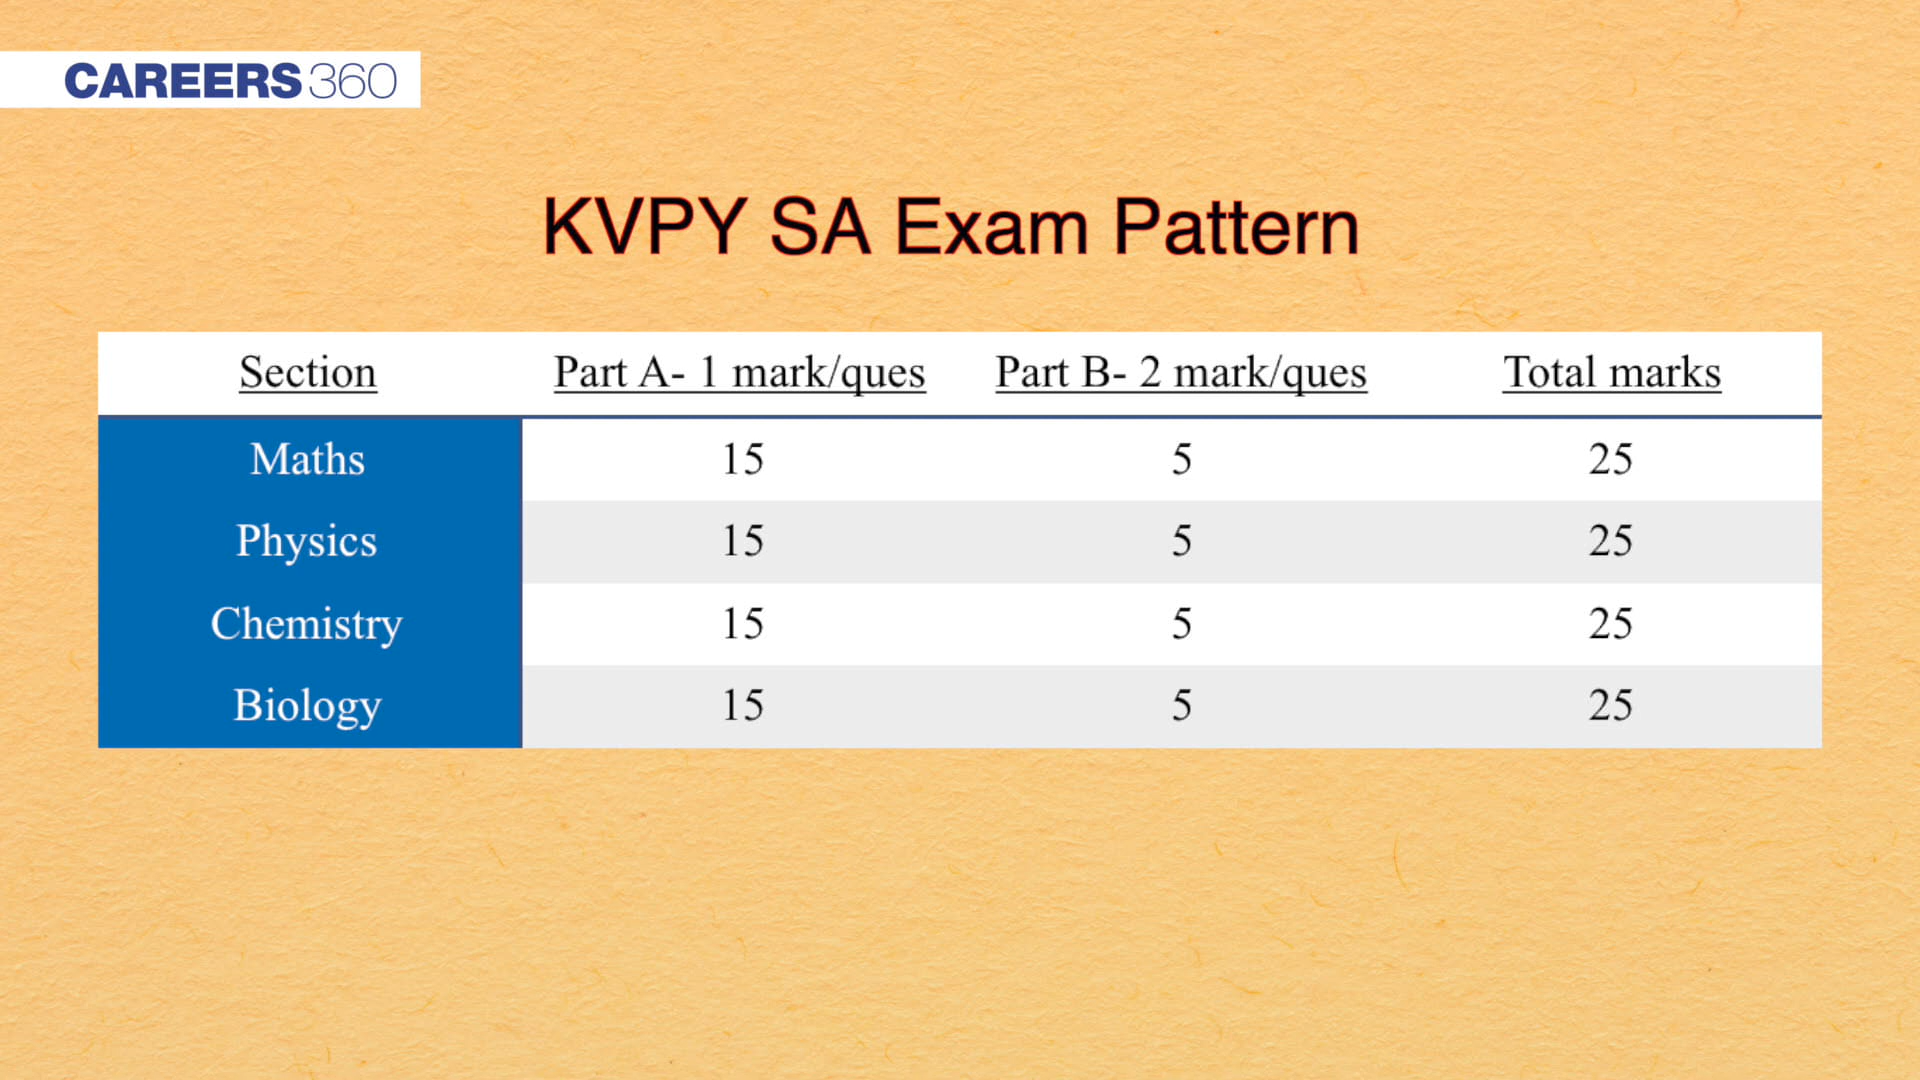 CAREERS360
KVPY SA Exam Pattern
Section Part A- 1 mark/ques Part B- 2 mark/ques Total marks
Maths 15 5 25
Physics 15 5 25
Chemistry 15 5 25
Biology 15 5 25